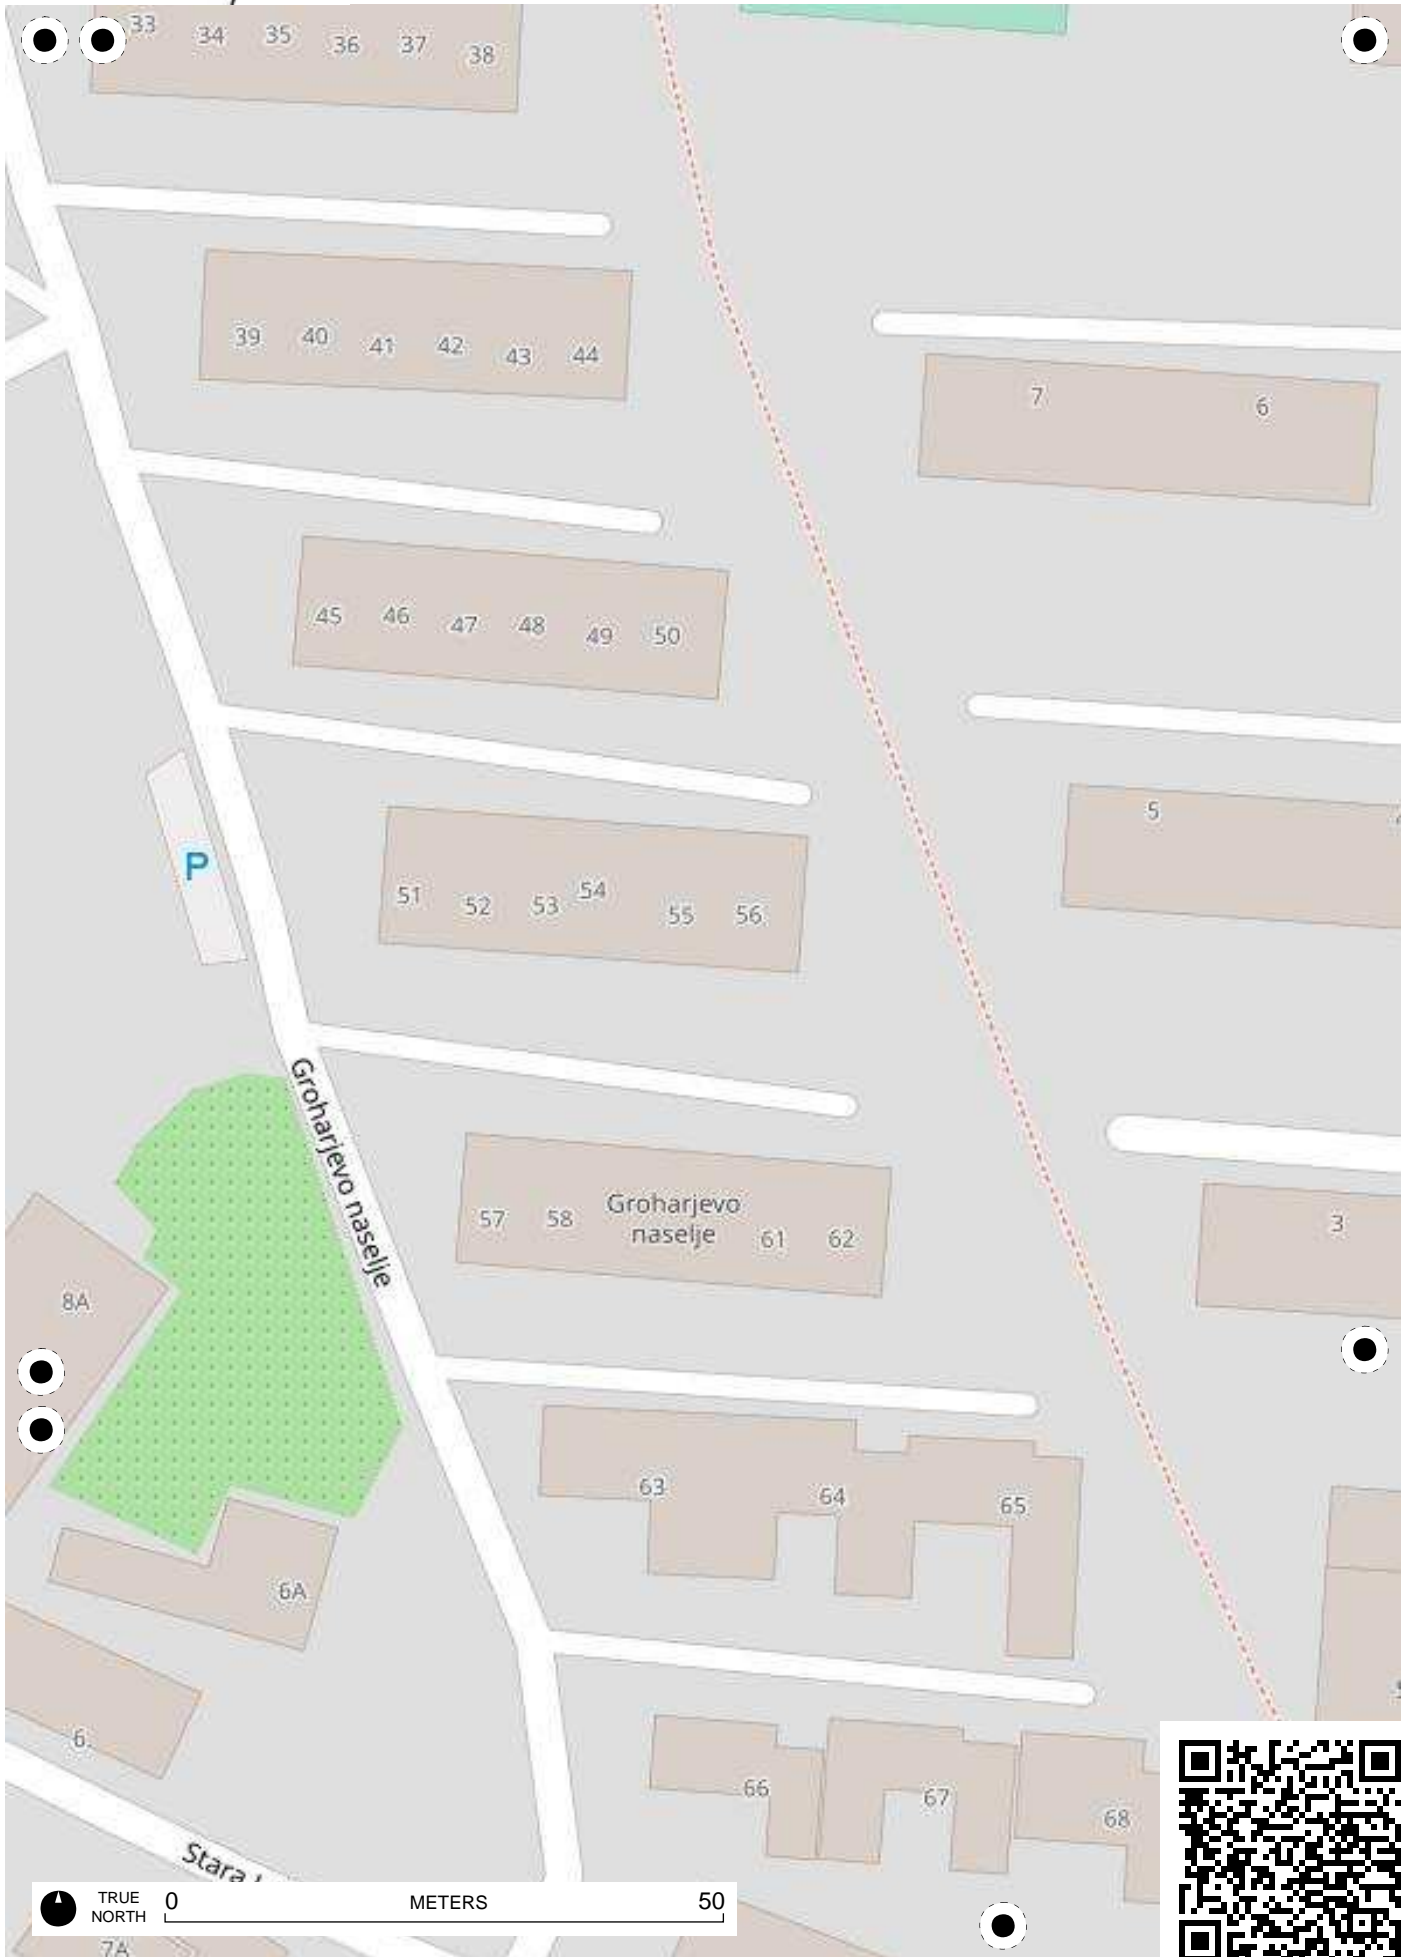 33 34 35 36 37 38
39 40 41 42 43 44
7 6
45 46 47 48 49 50
5
P
51 52 53 54 55 56
Groharjevo naselje
57 58 Groharjevo
naselje 61 62
3
8A
63 64 65
6A
6
66 67 68
Stara
TRUE
NORTH
0 METERS 50
7A